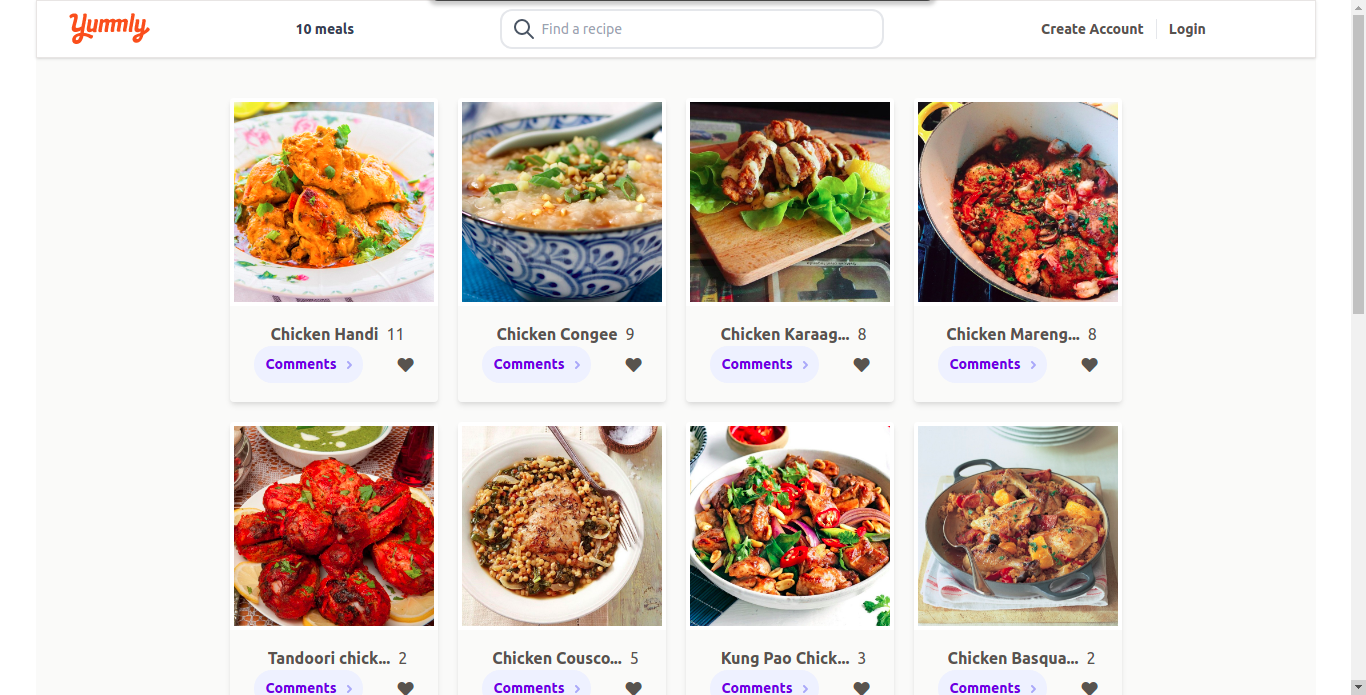 Yummly
10 meals
Find a recipe
Create Account
Login
Chicken Handi 11
Comments
Chicken Congee 9
Comments
Chicken Karaag... 8
Comments
Chicken Mareng... 8
Comments
Tandoori chick... 2
Comments
Chicken Cousco... 5
Comments
Kung Pao Chick... 3
Comments
Chicken Basqua... 2
Comments